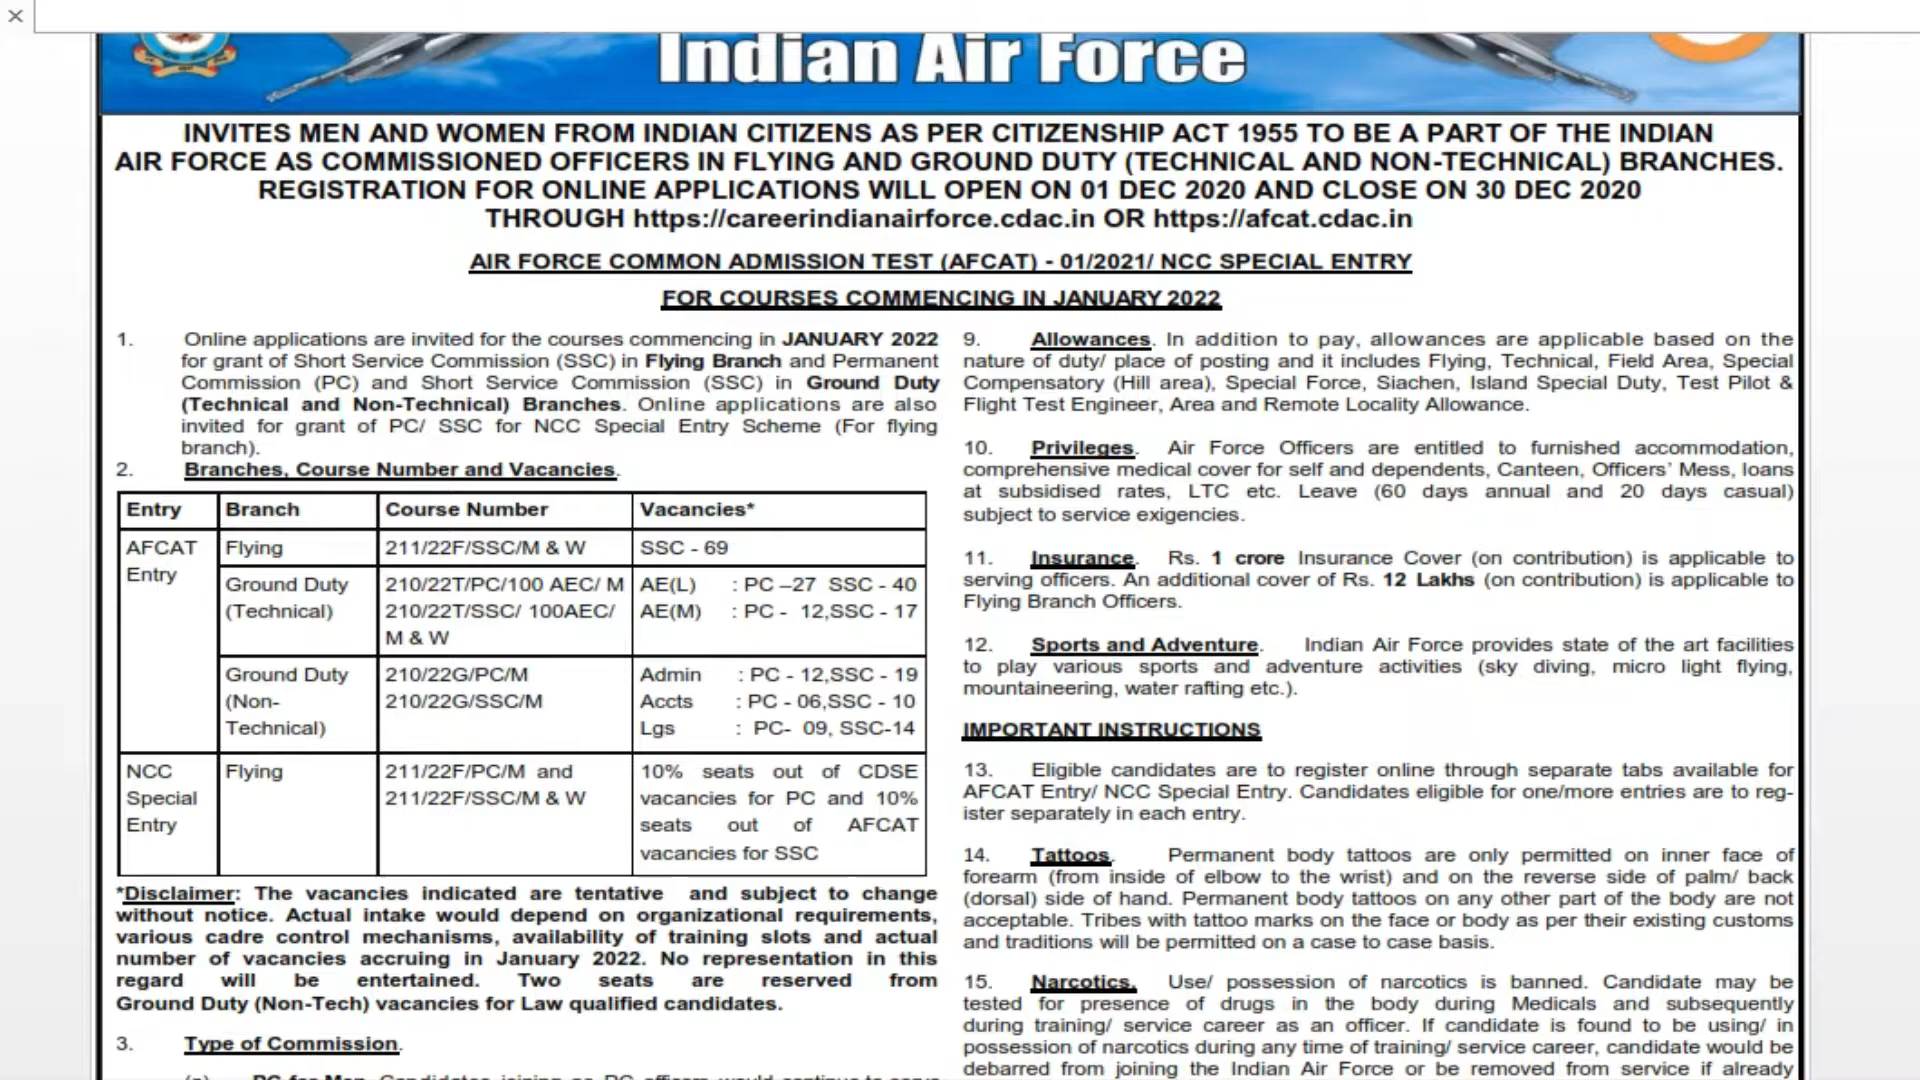 Indian Air Force
INVITES MEN AND WOMEN FROM INDIAN CITIZENS AS PER CITIZENSHIP ACT 1955 TO BE A PART OF THE INDIAN
AIR FORCE AS COMMISSIONED OFFICERS IN FLYING AND GROUND DUTY (TECHNICAL AND NON-TECHNICAL) BRANCHES.
REGISTRATION FOR ONLINE APPLICATIONS WILL OPEN ON 01 DEC 2020 AND CLOSE ON 30 DEC 2020
THROUGH https://careerindianairforce.cdac.in OR https://afcat.cdac.in
AIR FORCE COMMON ADMISSION TEST (AFCAT) - 01/2021/ NCC SPECIAL ENTRY
FOR COURSES COMMENCING IN JANUARY 2022
1. Online applications are invited for the courses commencing in JANUARY 2022
for grant of Short Service Commission (SSC) in Flying Branch and Permanent
Commission (PC) and Short Service Commission (SSC) in Ground Duty
(Technical and Non-Technical) Branches. Online applications are also
invited for grant of PC/ SSC for NCC Special Entry Scheme (For flying
branch).
2. Branches, Course Number and Vacancies.
Entry Branch Course Number Vacancies*
AFCAT Flying 211/22F/SSC/M & W SSC - 69
Entry
Ground Duty 210/22T/PC/100 AEC/ M AE(L) : PC –27 SSC - 40
(Technical) 210/22T/SSC/ 100AEC/ AE(M) : PC - 12,SSC - 17
M & W
Ground Duty 210/22G/PC/M Admin : PC - 12,SSC - 19
(Non- 210/22G/SSC/M Accts : PC - 06,SSC - 10
Technical) Lgs : PC- 09, SSC-14
NCC Flying 211/22F/PC/M and 10% seats out of CDSE
Special 211/22F/SSC/M & W vacancies for PC and 10%
Entry seats out of AFCAT
vacancies for SSC
*Disclaimer: The vacancies indicated are tentative and subject to change
without notice. Actual intake would depend on organizational requirements,
various cadre control mechanisms, availability of training slots and actual
number of vacancies accruing in January 2022. No representation in this
regard will be entertained. Two seats are reserved from
Ground Duty (Non-Tech) vacancies for Law qualified candidates.
3. Type of Commission.
9. Allowances. In addition to pay, allowances are applicable based on the
nature of duty/ place of posting and it includes Flying, Technical, Field Area, Special
Compensatory (Hill area), Special Force, Siachen, Island Special Duty, Test Pilot &
Flight Test Engineer, Area and Remote Locality Allowance.
10. Privileges. Air Force Officers are entitled to furnished accommodation,
comprehensive medical cover for self and dependents, Canteen, Officers' Mess, loans
at subsidised rates, LTC etc. Leave (60 days annual and 20 days casual)
subject to service exigencies.
11. Insurance. Rs. 1 crore Insurance Cover (on contribution) is applicable to
serving officers. An additional cover of Rs. 12 Lakhs (on contribution) is applicable to
Flying Branch Officers.
12. Sports and Adventure. Indian Air Force provides state of the art facilities
to play various sports and adventure activities (sky diving, micro light flying,
mountaineering, water rafting etc.).
IMPORTANT INSTRUCTIONS
13. Eligible candidates are to register online through separate tabs available for
AFCAT Entry/ NCC Special Entry. Candidates eligible for one/more entries are to reg-
ister separately in each entry.
14. Tattoos. Permanent body tattoos are only permitted on inner face of
forearm (from inside of elbow to the wrist) and on the reverse side of palm/ back
(dorsal) side of hand. Permanent body tattoos on any other part of the body are not
acceptable. Tribes with tattoo marks on the face or body as per their existing customs
and traditions will be permitted on a case to case basis.
15. Narcotics. Use/ possession of narcotics is banned. Candidate may be
tested for presence of drugs in the body during Medicals and subsequently
during training/ service career as an officer. If candidate is found to be using/ in
possession of narcotics during any time of training/ service career, candidate would be
debarred from joining the Indian Air Force or be removed from service if already